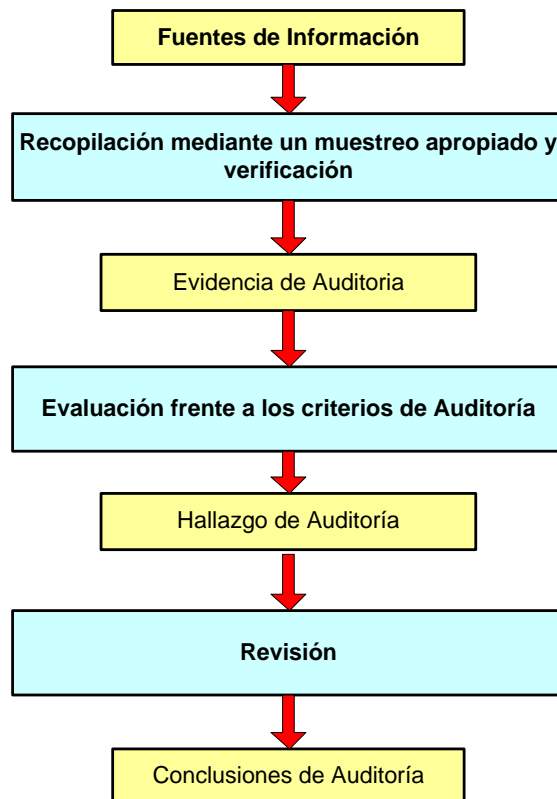 Fuentes de Información
Recopilación mediante un muestreo apropiado y
verificación
Evidencia de Auditoria
Evaluación frente a los criterios de Auditoría
Hallazgo de Auditoría
Revisión
Conclusiones de Auditoría